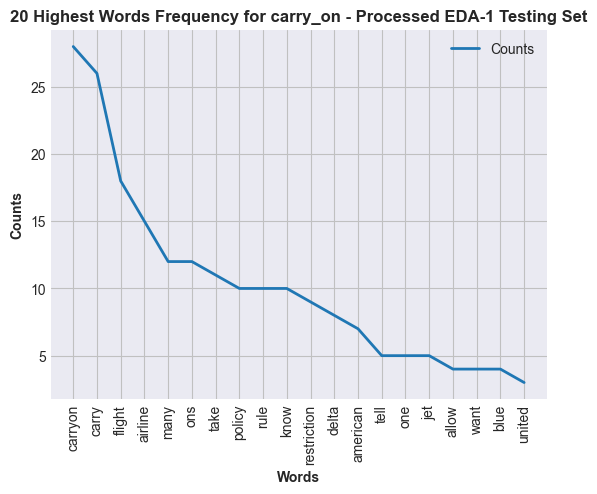 20 Highest Words Frequency for carry_on - Processed EDA-1 Testing Set
Counts
25
20
15
10
5
Counts
carryon
carry
flight
airline
many
ons
take
policy
rule
know
restriction
delta
american
tell
one
jet
allow
want
blue
united
Words